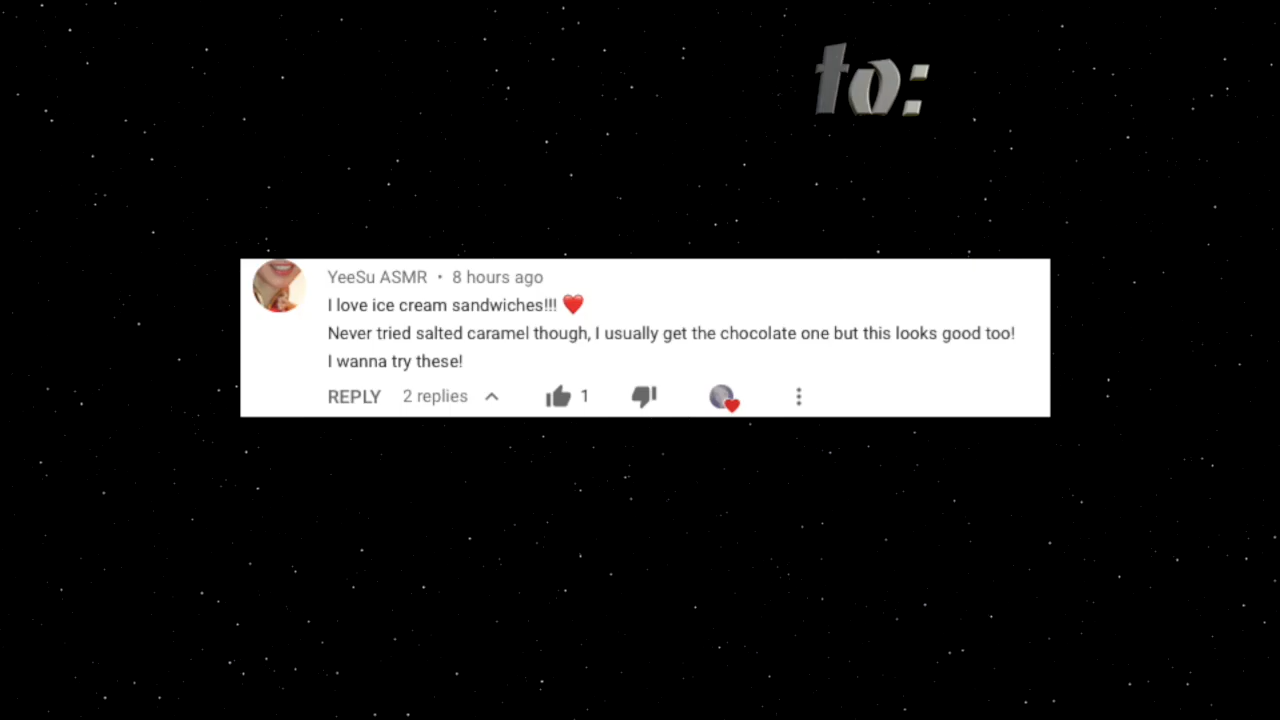 to:
YeeSu ASMR • 8 hours ago
I love ice cream sandwiches!!! ❤️
Never tried salted caramel though, I usually get the chocolate one but this looks good too!
I wanna try these!
REPLY 2 replies 1